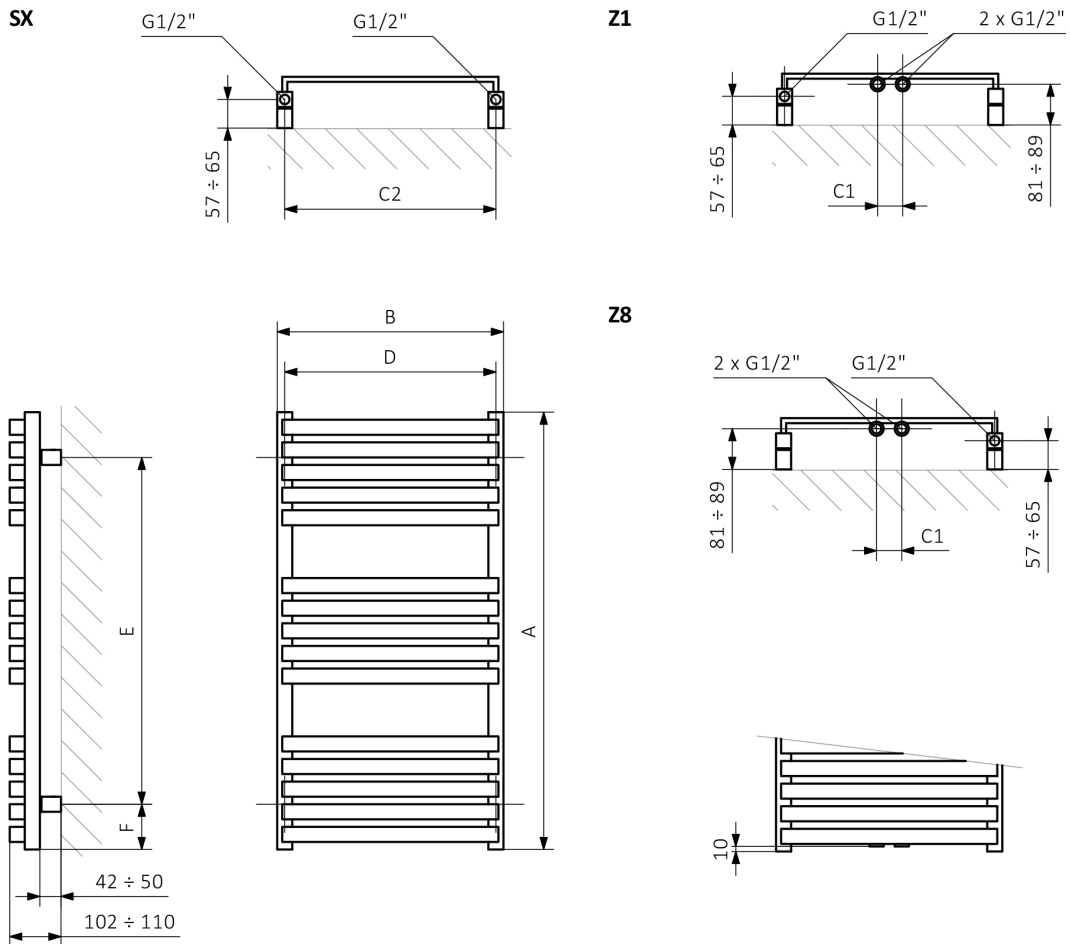 SX
G1/2"
G1/2"
57 ÷ 65
C2
Z1
G1/2"
2 x G1/2"
57 ÷ 65
C1
81 ÷ 89
B
D
A
E
F
42 ÷ 50
102 ÷ 110
Z8
2 x G1/2"
G1/2"
81 ÷ 89
C1
57 ÷ 65
10